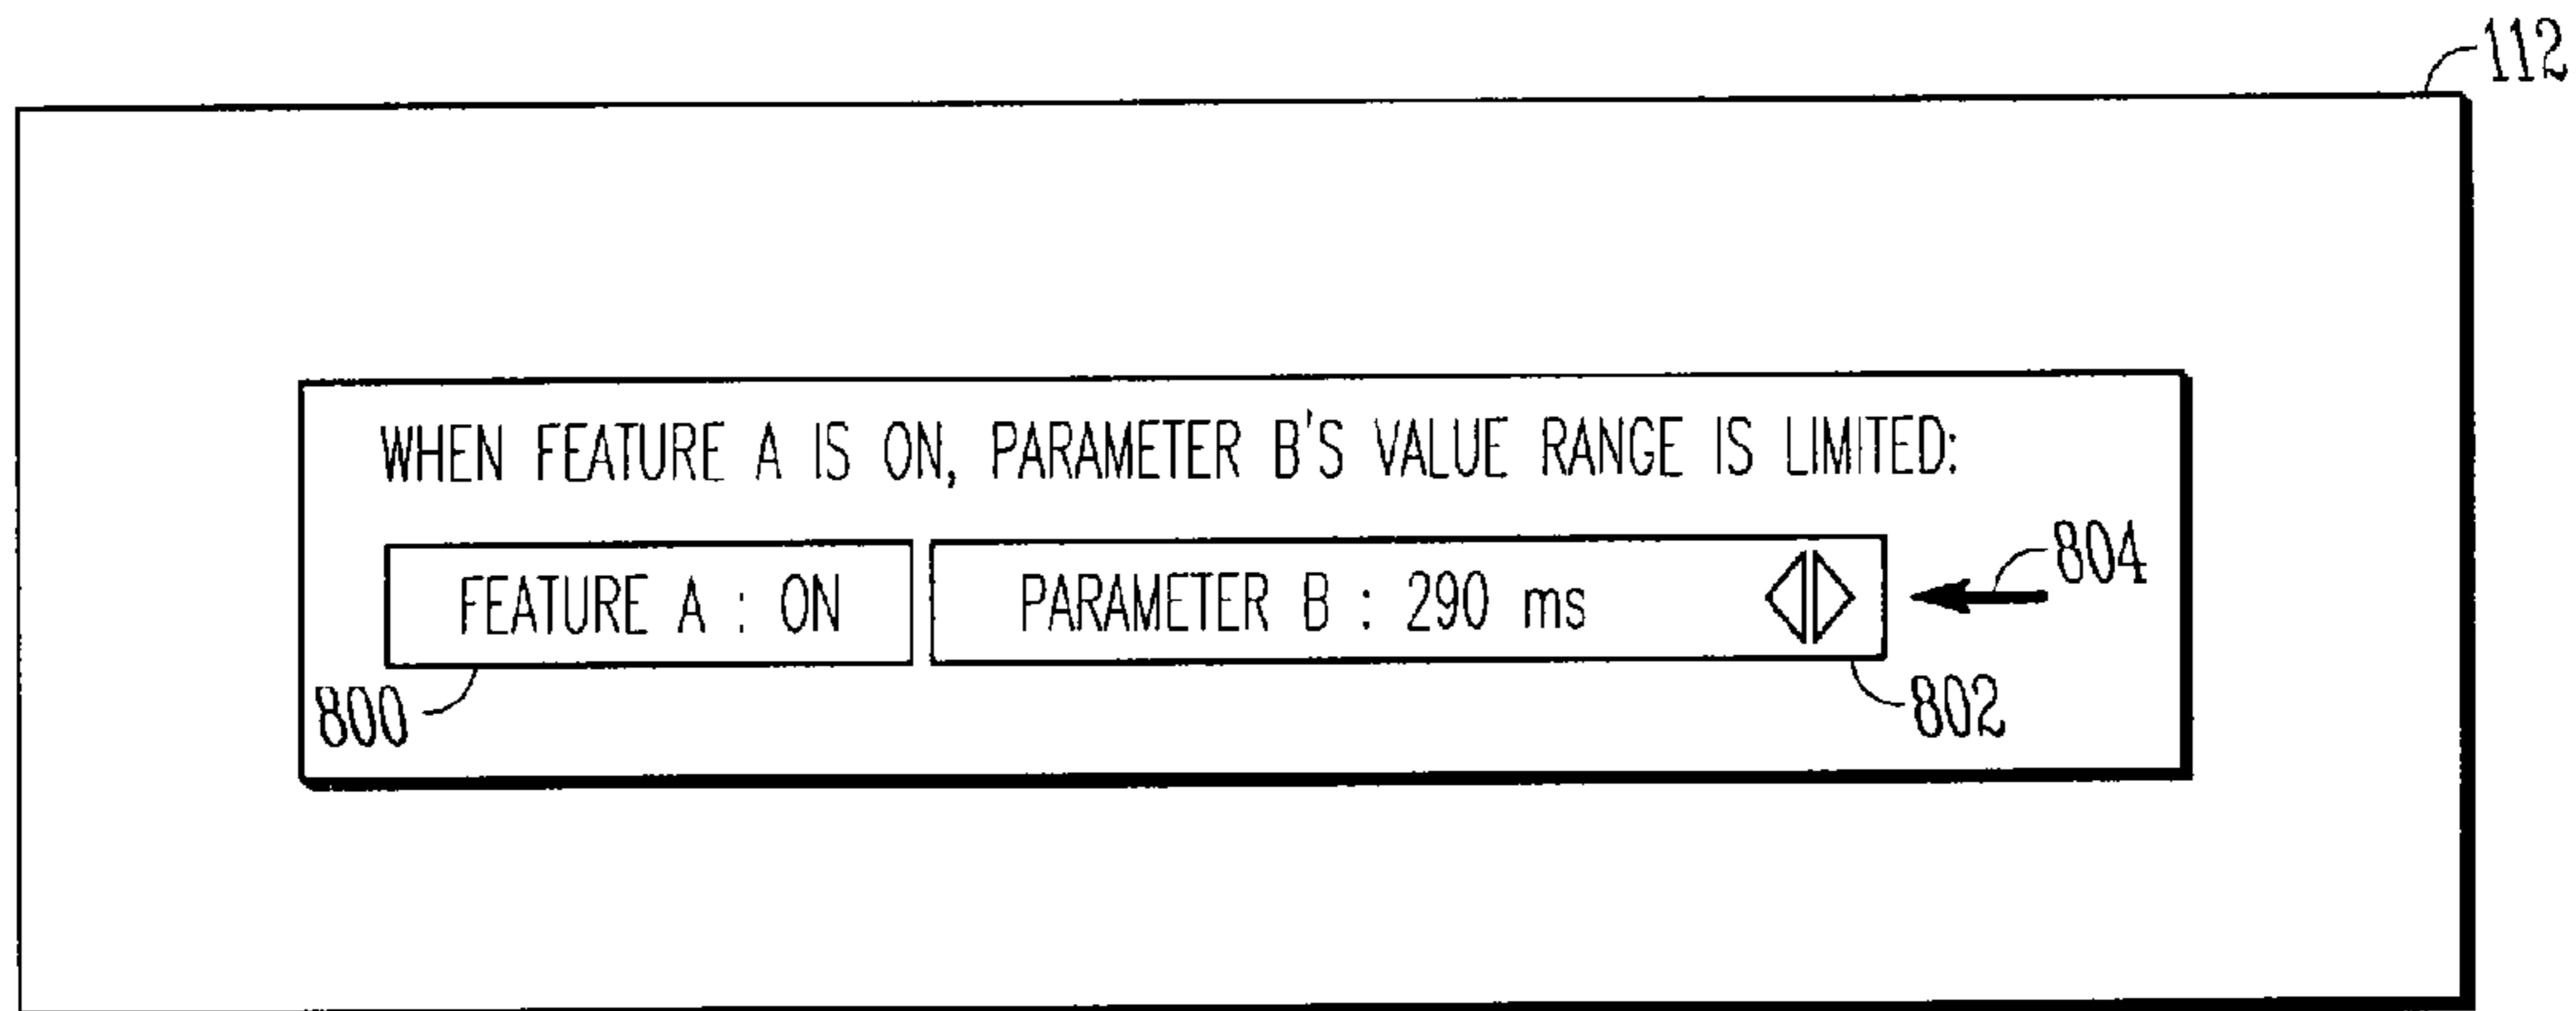 112
WHEN FEATURE A IS ON, PARAMETER B'S VALUE RANGE IS LIMITED:
FEATURE A : ON
PARAMETER B : 290 ms
804
800
802